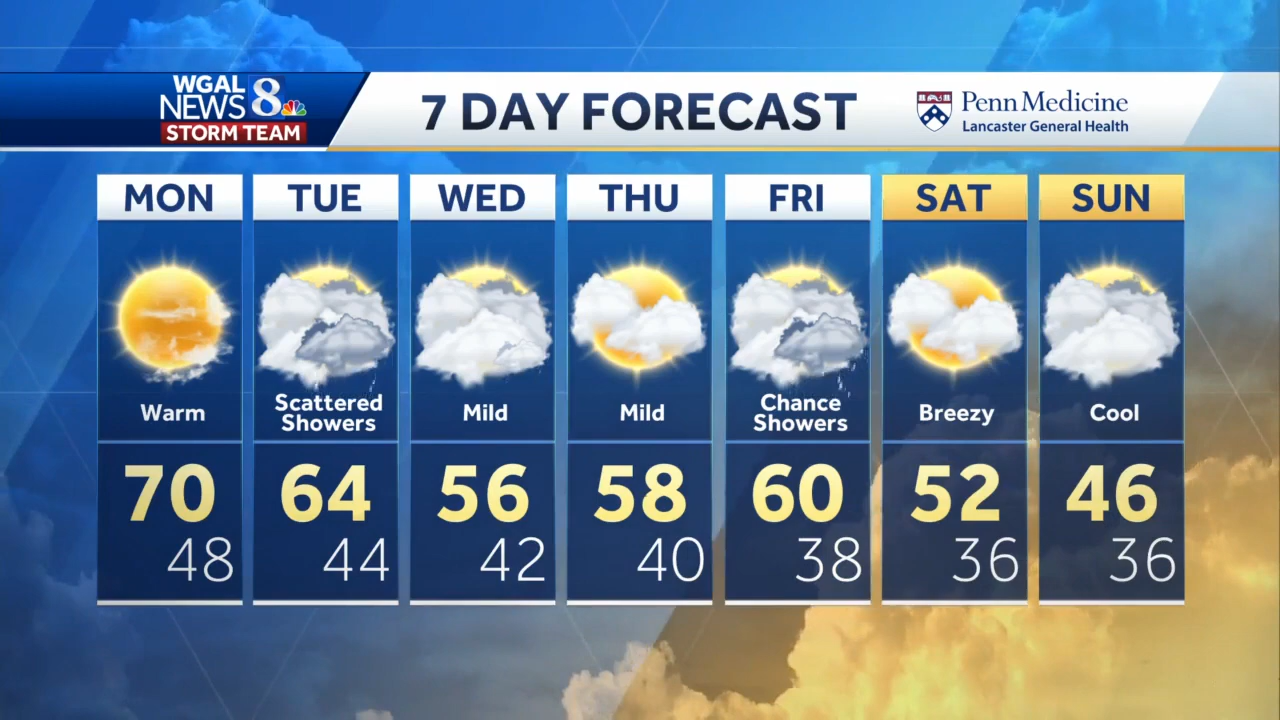 WGAL
NEWS 8
STORM TEAM
7 DAY FORECAST
Penn Medicine
Lancaster General Health
MON
TUE
WED
THU
FRI
SAT
SUN
Warm
Scattered
Showers
Mild
Mild
Chance
Showers
Breezy
Cool
70
64
56
58
60
52
46
48
44
42
40
38
36
36